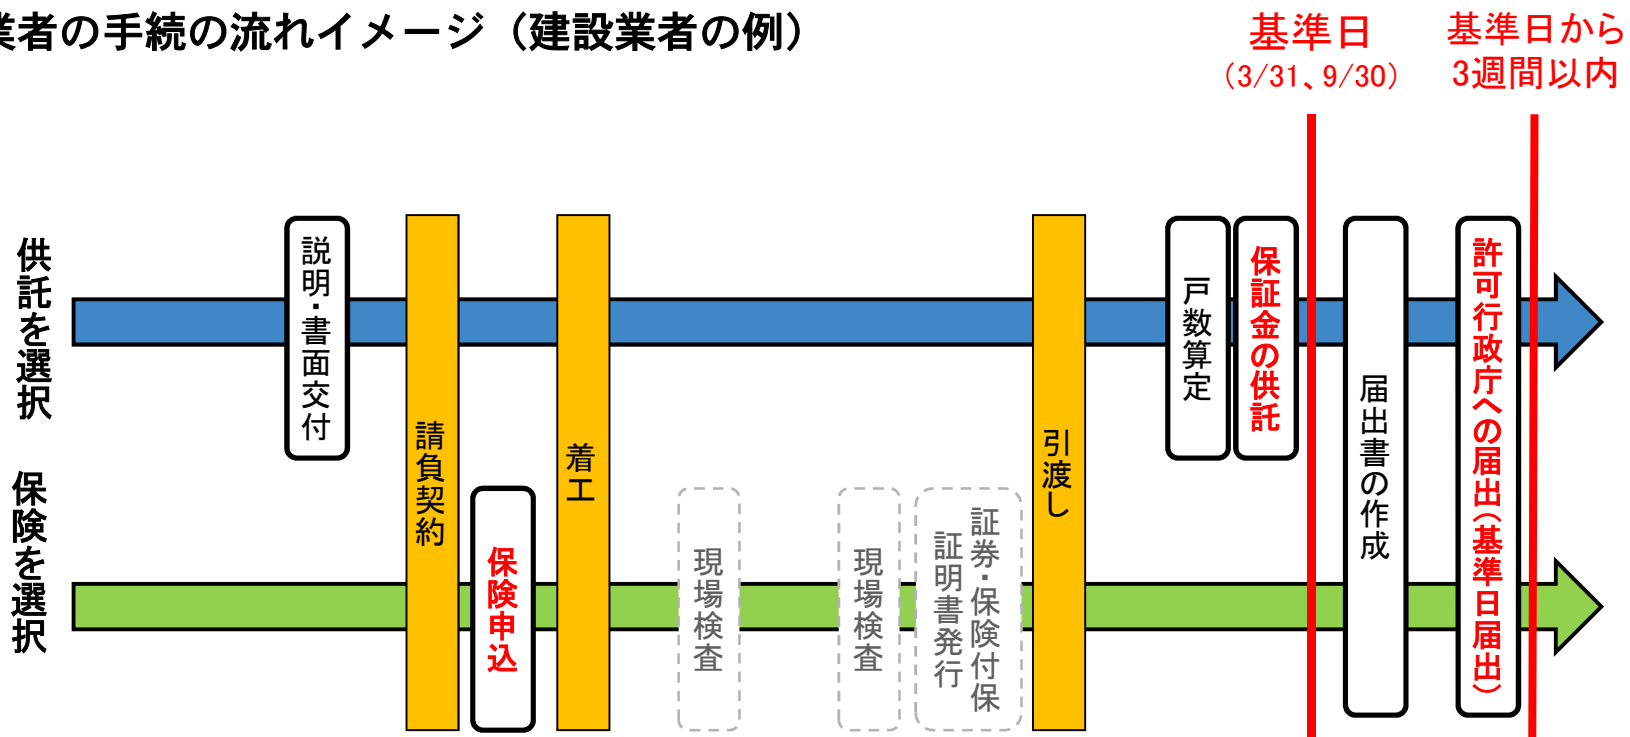 業者の手続の流れイメージ（建設業者の例）
基準日
（3/31、9/30）
基準日から
3週間以内
供託を選択
説明・書面交付
請負契約
着工
引渡し
戸数算定
保証金の供託
届出書の作成
許可行政庁への届出（基準日届出）
保険を選択
保険申込
現場検査
現場検査
証券・保険付保
証明書発行